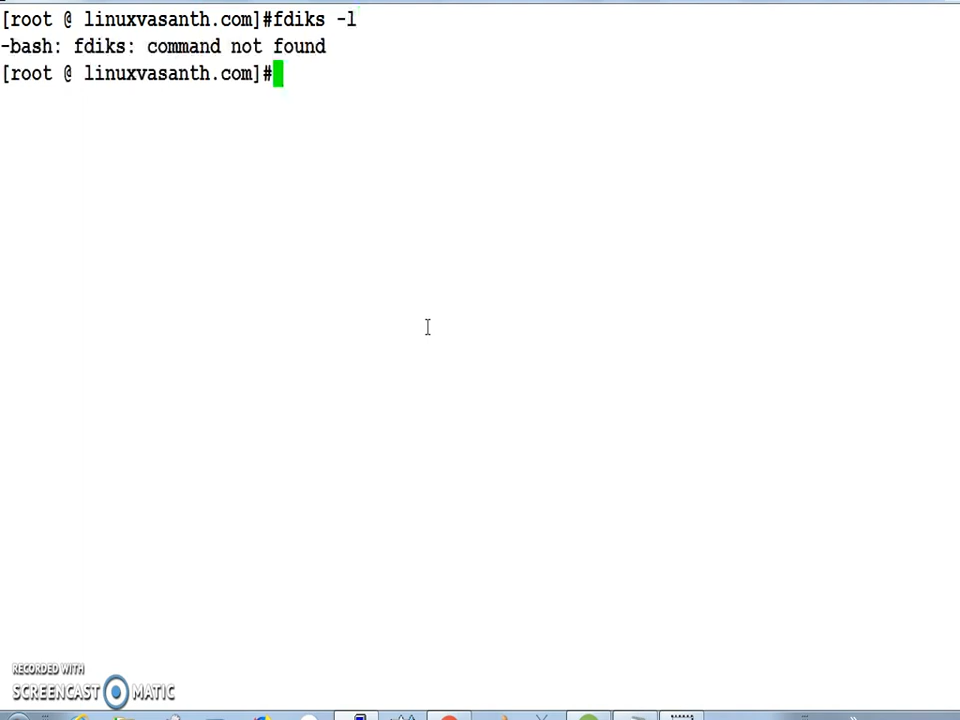 [root @ linuxvasanth.com]#fdiks -l
-bash: fdiks: command not found
[root @ linuxvasanth.com]#
RECORDED WITH
SCREENCAST MATIC